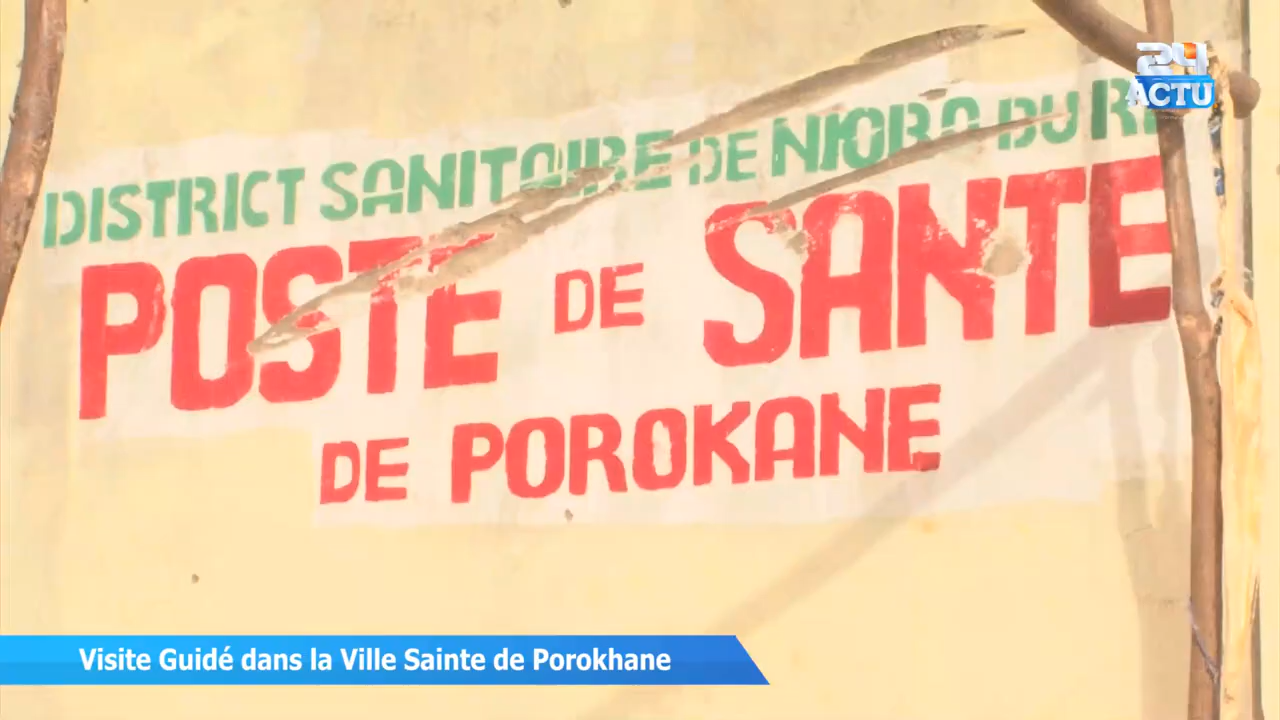 24
ACTU
DISTRICT SANITAIRE DE NIORO DU RI
POSTE DE SANTE
DE POROKANE
Visite Guidé dans la Ville Sainte de Porokhane